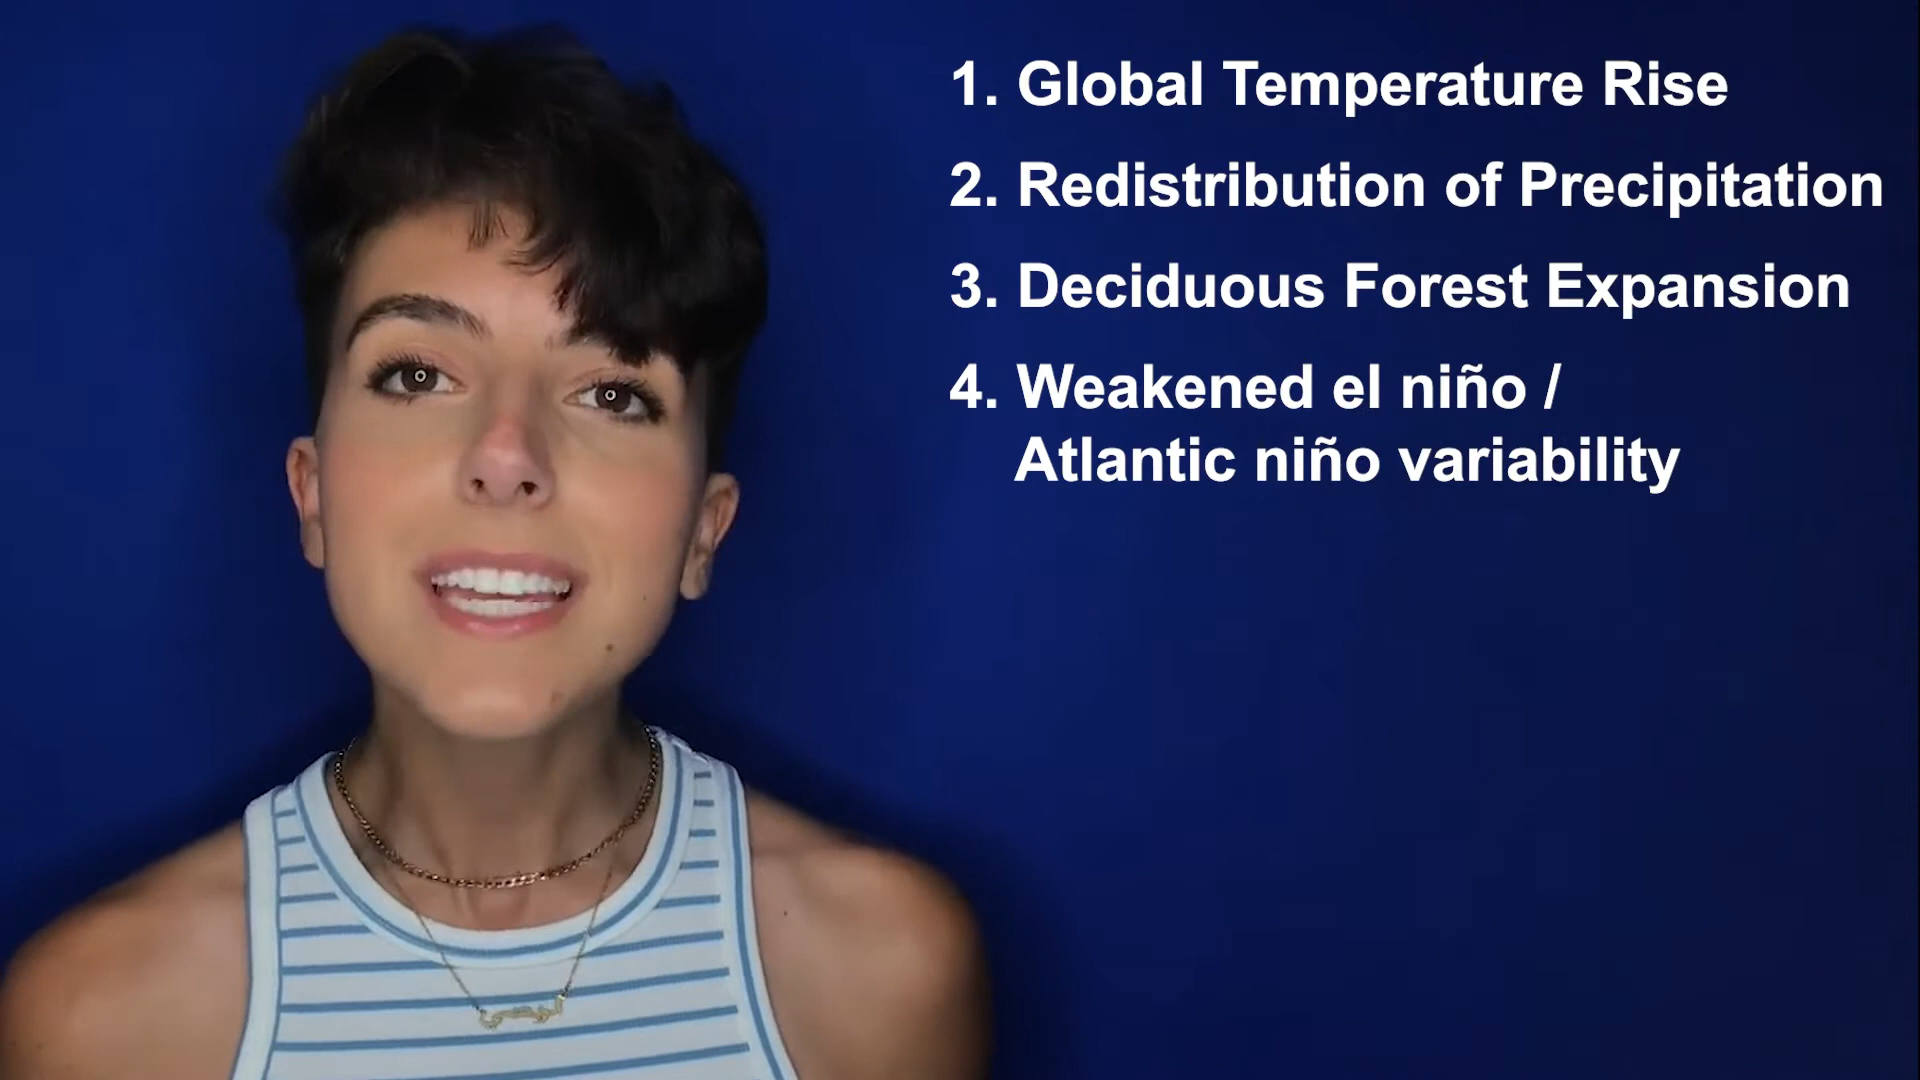 1. Global Temperature Rise
2. Redistribution of Precipitation
3. Deciduous Forest Expansion
4. Weakened el niño /
Atlantic niño variability